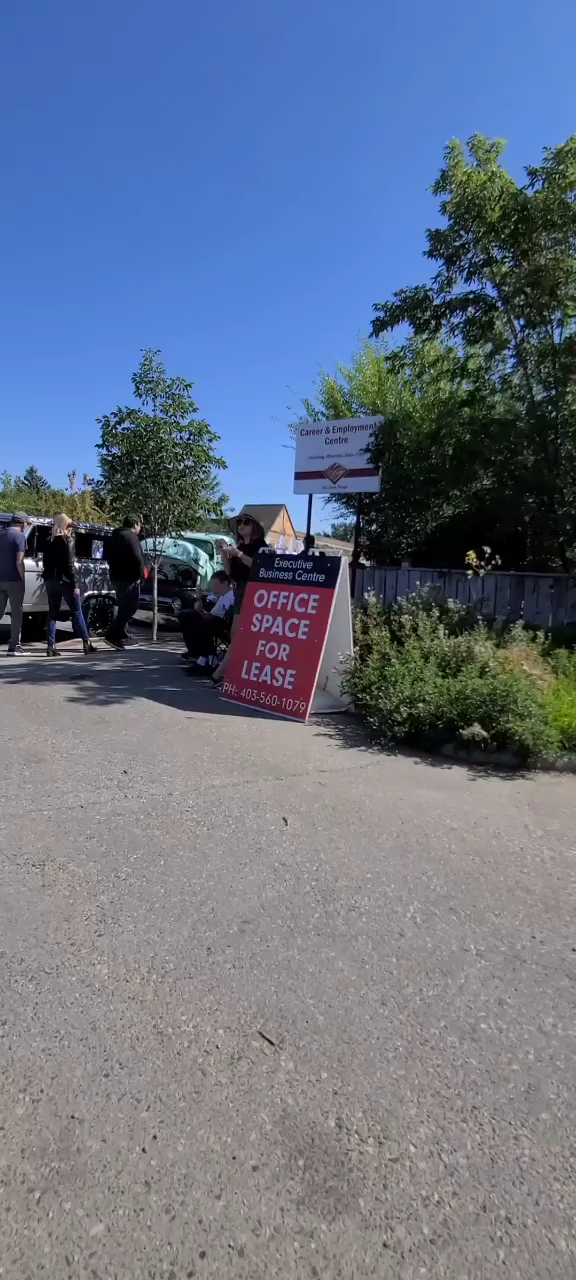 Career & Employment
Centre
Executive
Business Centre
OFFICE
SPACE
FOR
LEASE
PH: 403-560-1079